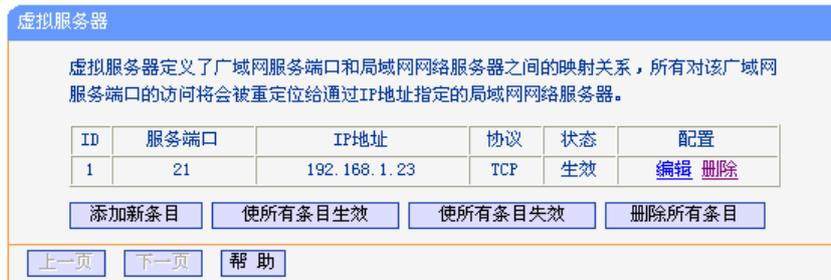 虚拟服务器
虚拟服务器定义了广域网服务端口和局域网网络服务器之间的映射关系，所有对该广域网
服务端口的访问将会被重定位给通过IP地址指定的局域网网络服务器。
ID 服务端口 IP地址 协议 状态 配置
1 21 192.168.1.23 TCP 生效 编辑 删除
添加新条目 使所有条目生效 使所有条目失效 删除所有条目
上一页 下一页 帮 助